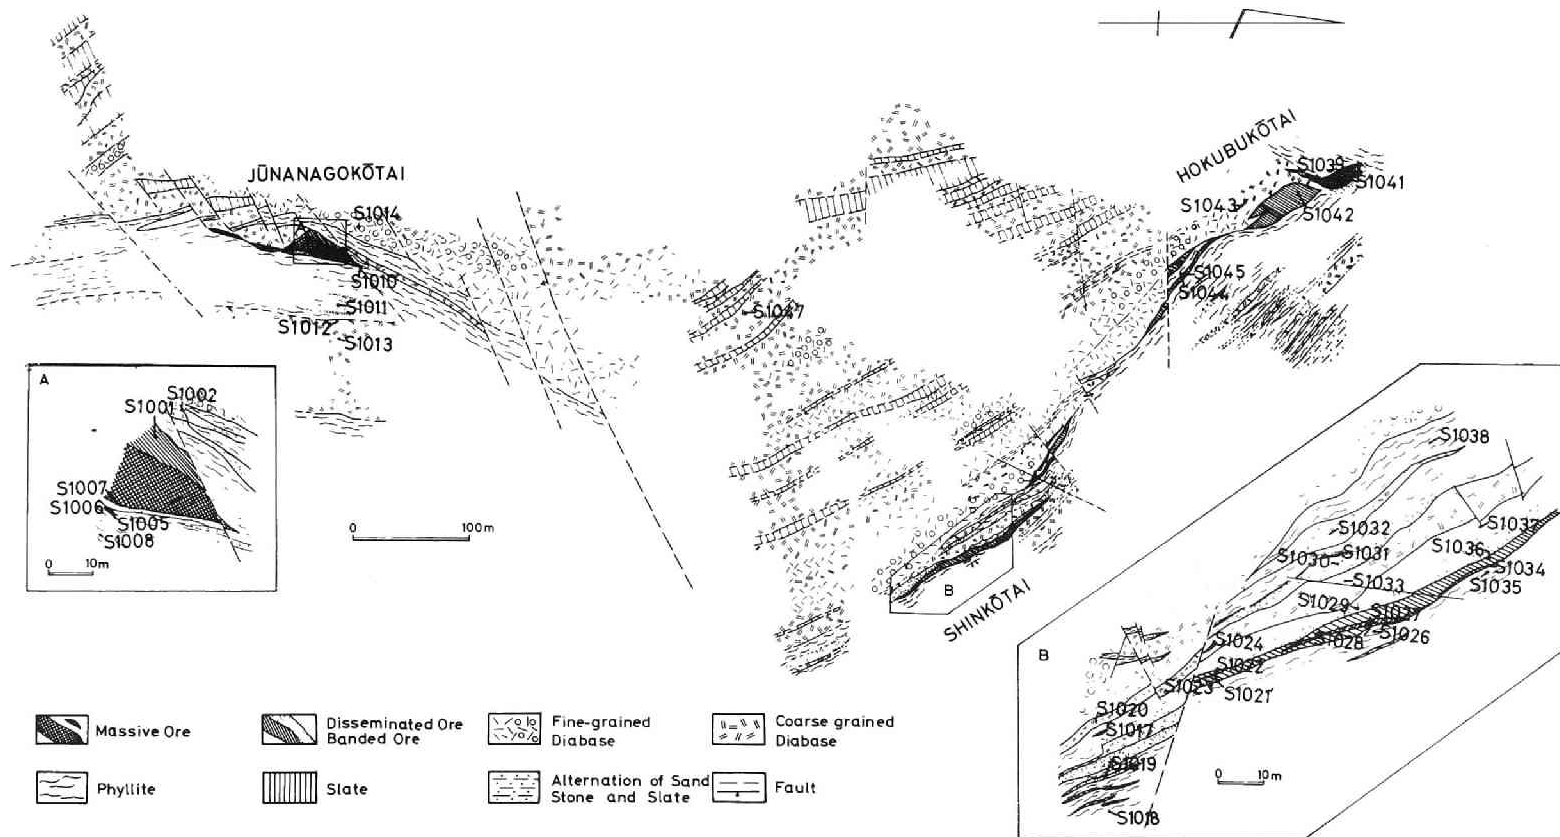 JŪNANAGOKŌTAI
S1014
A
S1010
S1011
S1012
S1013
S1047
HOKUBUKŌTAI
S1039
S1041
S1043
S1042
S1045
S1044
SHINKŌTAI
B
0 100m
A
S1002
S1001
S1007
S1006
S1005
S1008
0 10m
B
S1038
S1032
S1037
S1031
S1030
S1036
S1034
S1033
S1035
S1029
S1027
S1026
S1028
S1024
S1022
S1023
S1021
S1020
S1017
S1019
S1018
0 10m
Massive Ore
Disseminated Ore
Banded Ore
Fine-grained
Diabase
Coarse grained
Diabase
Phyllite
Slate
Alternation of Sand
Stone and Slate
Fault